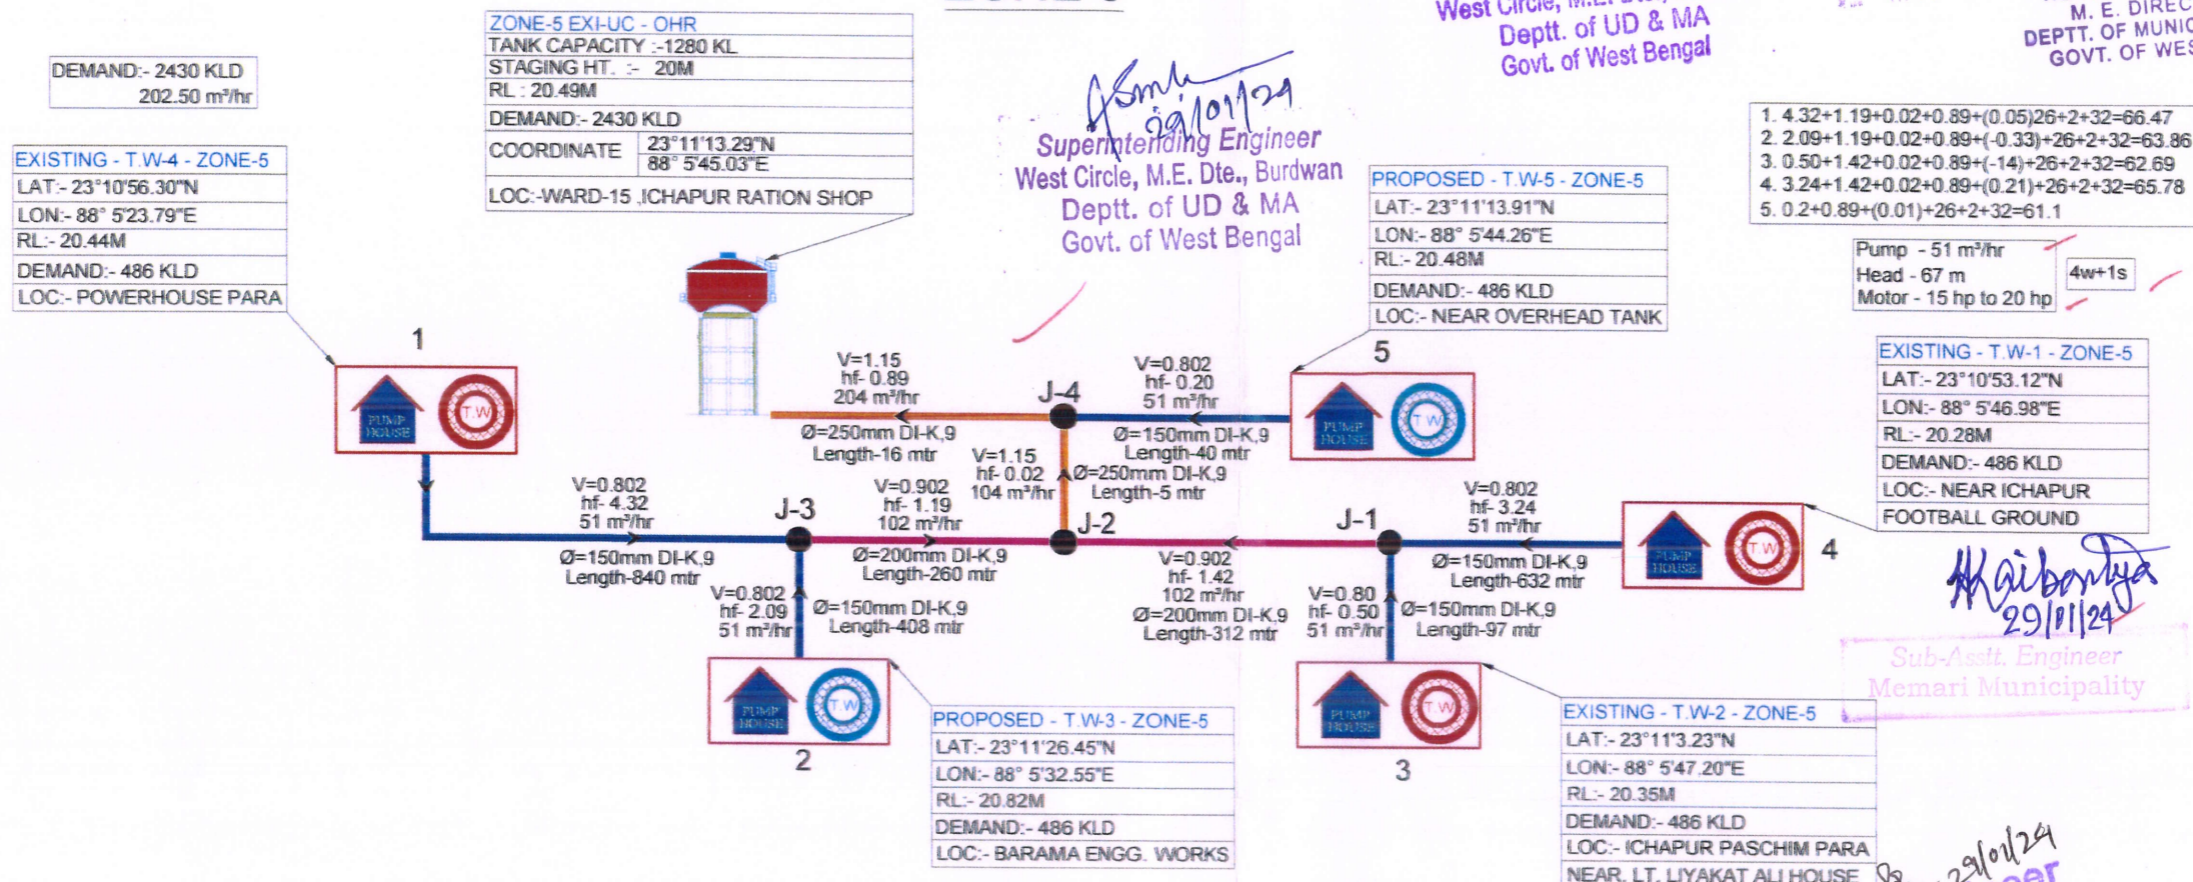 West Circle, M.E.
Deptt. of UD & MA
Govt. of West Bengal
M. E. DIREC
DEPTT. OF MUNIC
GOVT. OF WES
DEMAND:- 2430 KLD
202.50 m³/hr
ZONE-5 EXI-UC - OHR
TANK CAPACITY :-1280 KL
STAGING HT. :- 20M
RL : 20.49M
DEMAND:- 2430 KLD
COORDINATE 23°11'13.29"N
88° 5'45.03"E
LOC:-WARD-15 ,ICHAPUR RATION SHOP
29/01/24
Superintending Engineer
West Circle, M.E. Dte., Burdwan
Deptt. of UD & MA
Govt. of West Bengal
1. 4.32+1.19+0.02+0.89+(0.05)26+2+32=66.47
2. 2.09+1.19+0.02+0.89+(-0.33)+26+2+32=63.86
3. 0.50+1.42+0.02+0.89+(-14)+26+2+32=62.69
4. 3.24+1.42+0.02+0.89+(0.21)+26+2+32=65.78
5. 0.2+0.89+(0.01)+26+2+32=61.1
Pump - 51 m³/hr
Head - 67 m
Motor - 15 hp to 20 hp
4w+1s
EXISTING - T.W-4 - ZONE-5
LAT:- 23°10'56.30"N
LON:- 88° 5'23.79"E
RL:- 20.44M
DEMAND:- 486 KLD
LOC:- POWERHOUSE PARA
PROPOSED - T.W-5 - ZONE-5
LAT:- 23°11'13.91"N
LON:- 88° 5'44.26"E
RL:- 20.48M
DEMAND:- 486 KLD
LOC:- NEAR OVERHEAD TANK
EXISTING - T.W-1 - ZONE-5
LAT:- 23°10'53.12"N
LON:- 88° 5'46.98"E
RL:- 20.28M
DEMAND:- 486 KLD
LOC:- NEAR ICHAPUR
FOOTBALL GROUND
1
PUMP
HOUSE
T.W
V=1.15
hf- 0.89
204 m³/hr
Ø=250mm DI-K,9
Length-16 mtr
J-4
V=0.802
hf- 0.20
51 m³/hr
Ø=150mm DI-K,9
Length-40 mtr
5
PUMP
HOUSE
T.W
V=1.15
hf- 0.02
104 m³/hr
Ø=250mm DI-K,9
Length-5 mtr
V=0.802
hf- 4.32
51 m³/hr
Ø=150mm DI-K,9
Length-840 mtr
J-3
V=0.902
hf- 1.19
102 m³/hr
Ø=200mm DI-K,9
Length-260 mtr
J-2
V=0.902
hf- 1.42
102 m³/hr
Ø=200mm DI-K,9
Length-312 mtr
J-1
V=0.802
hf- 3.24
51 m³/hr
Ø=150mm DI-K,9
Length-632 mtr
PUMP
HOUSE
T.W
4
V=0.802
hf- 2.09
51 m³/hr
Ø=150mm DI-K,9
Length-408 mtr
V=0.80
hf- 0.50
51 m³/hr
Ø=150mm DI-K,9
Length-97 mtr
29/01/24
Sub-Asstt. Engineer
Memari Municipality
PUMP
HOUSE
T.W
2
PUMP
HOUSE
T.W
3
PROPOSED - T.W-3 - ZONE-5
LAT:- 23°11'26.45"N
LON:- 88° 5'32.55"E
RL:- 20.82M
DEMAND:- 486 KLD
LOC:- BARAMA ENGG. WORKS
EXISTING - T.W-2 - ZONE-5
LAT:- 23°11'3.23"N
LON:- 88° 5'47.20"E
RL:- 20.35M
DEMAND:- 486 KLD
LOC:- ICHAPUR PASCHIM PARA
NEAR. LT. LIYAKAT ALI HOUSE
29/01/24